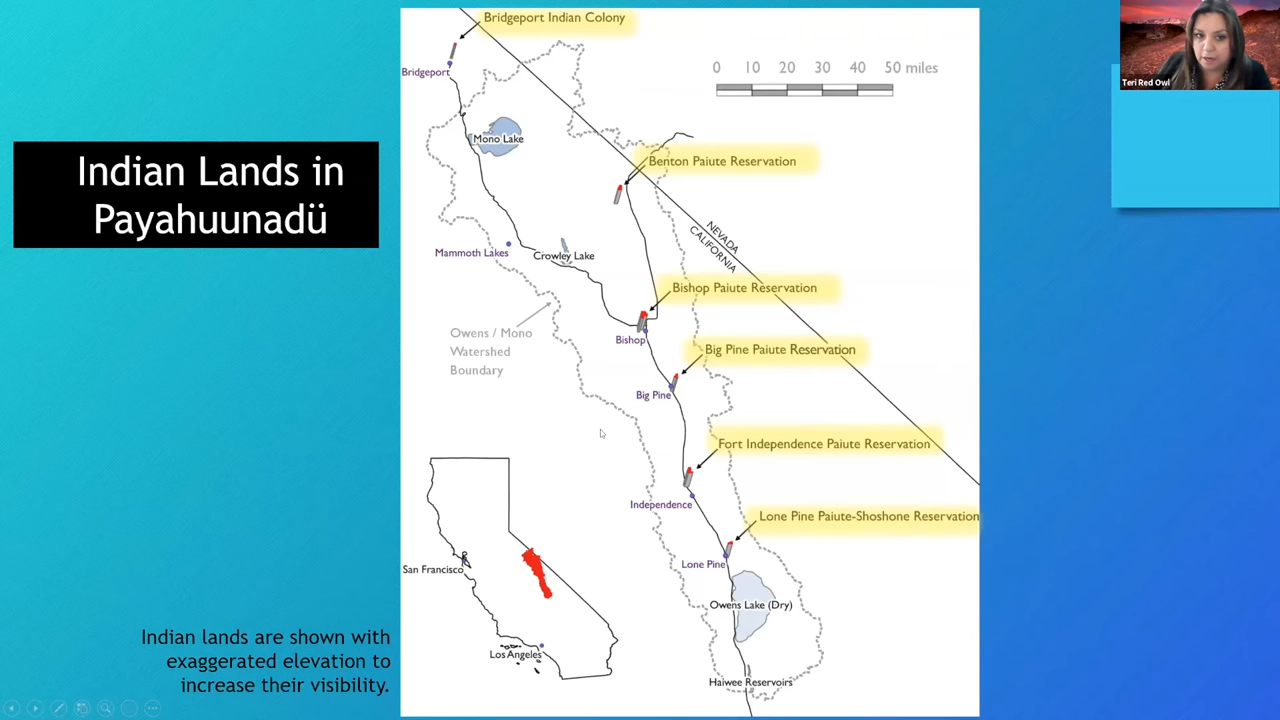 Indian Lands in
Payahuunadü
Indian lands are shown with
exaggerated elevation to
increase their visibility.
Bridgeport Indian Colony
Bridgeport
0 10 20 30 40 50 miles
Mono Lake
Benton Paiute Reservation
NEVADA
CALIFORNIA
Mammoth Lakes
Crowley Lake
Bishop Paiute Reservation
Owens / Mono
Watershed
Boundary
Bishop
Big Pine Paiute Reservation
Big Pine
Fort Independence Paiute Reservation
Independence
Lone Pine Paiute-Shoshone Reservation
Lone Pine
San Francisco
Owens Lake (Dry)
Los Angeles
Haiwee Reservoirs
Teri Red Owl